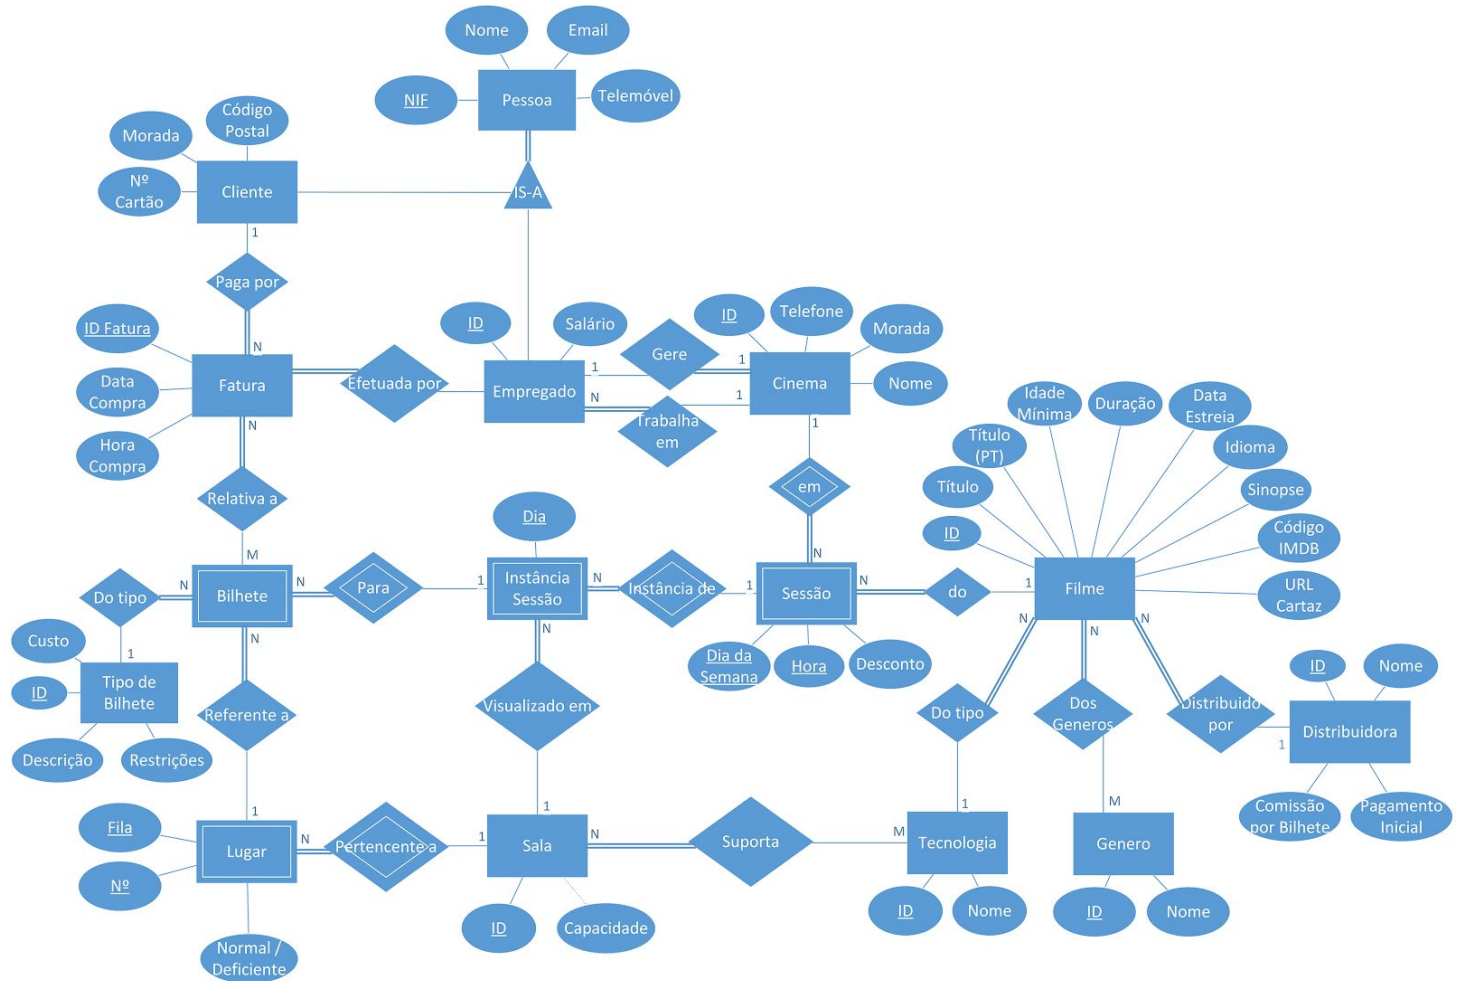 Nome
Email
NIF
Pessoa
Telemóvel
Código
Postal
Morada
Nº
Cartão
Cliente
IS-A
1
Paga por
N
ID Fatura
Data
Compra
Hora
Compra
Fatura
Efetuada por
ID
Salário
Empregado
1
N
Gere
1
Trabalha
em
1
ID
Telefone
Morada
Nome
Cinema
1
em
N
N
Relativa a
M
Dia
Do tipo
N
Bilhete
N
Para
1
Instância
Sessão
N
Instância de
1
Sessão
N
do
1
Dia da
Semana
Hora
Desconto
Idade
Mínima
Duração
Data
Estreia
Título
(PT)
Idioma
Título
Sinopse
ID
Código
IMDB
URL
Cartaz
Filme
N
N
N
Custo
1
ID
Tipo de
Bilhete
Descrição
Restrições
N
Referente a
1
N
Visualizado em
1
Do tipo
1
Dos
Generos
M
Distribuido
por
1
ID
Nome
Distribuidora
Comissão
por Bilhete
Pagamento
Inicial
Fila
Nº
Lugar
N
Pertencente a
1
Sala
N
Suporta
M
Tecnologia
Genero
Normal /
Deficiente
ID
Capacidade
ID
Nome
ID
Nome